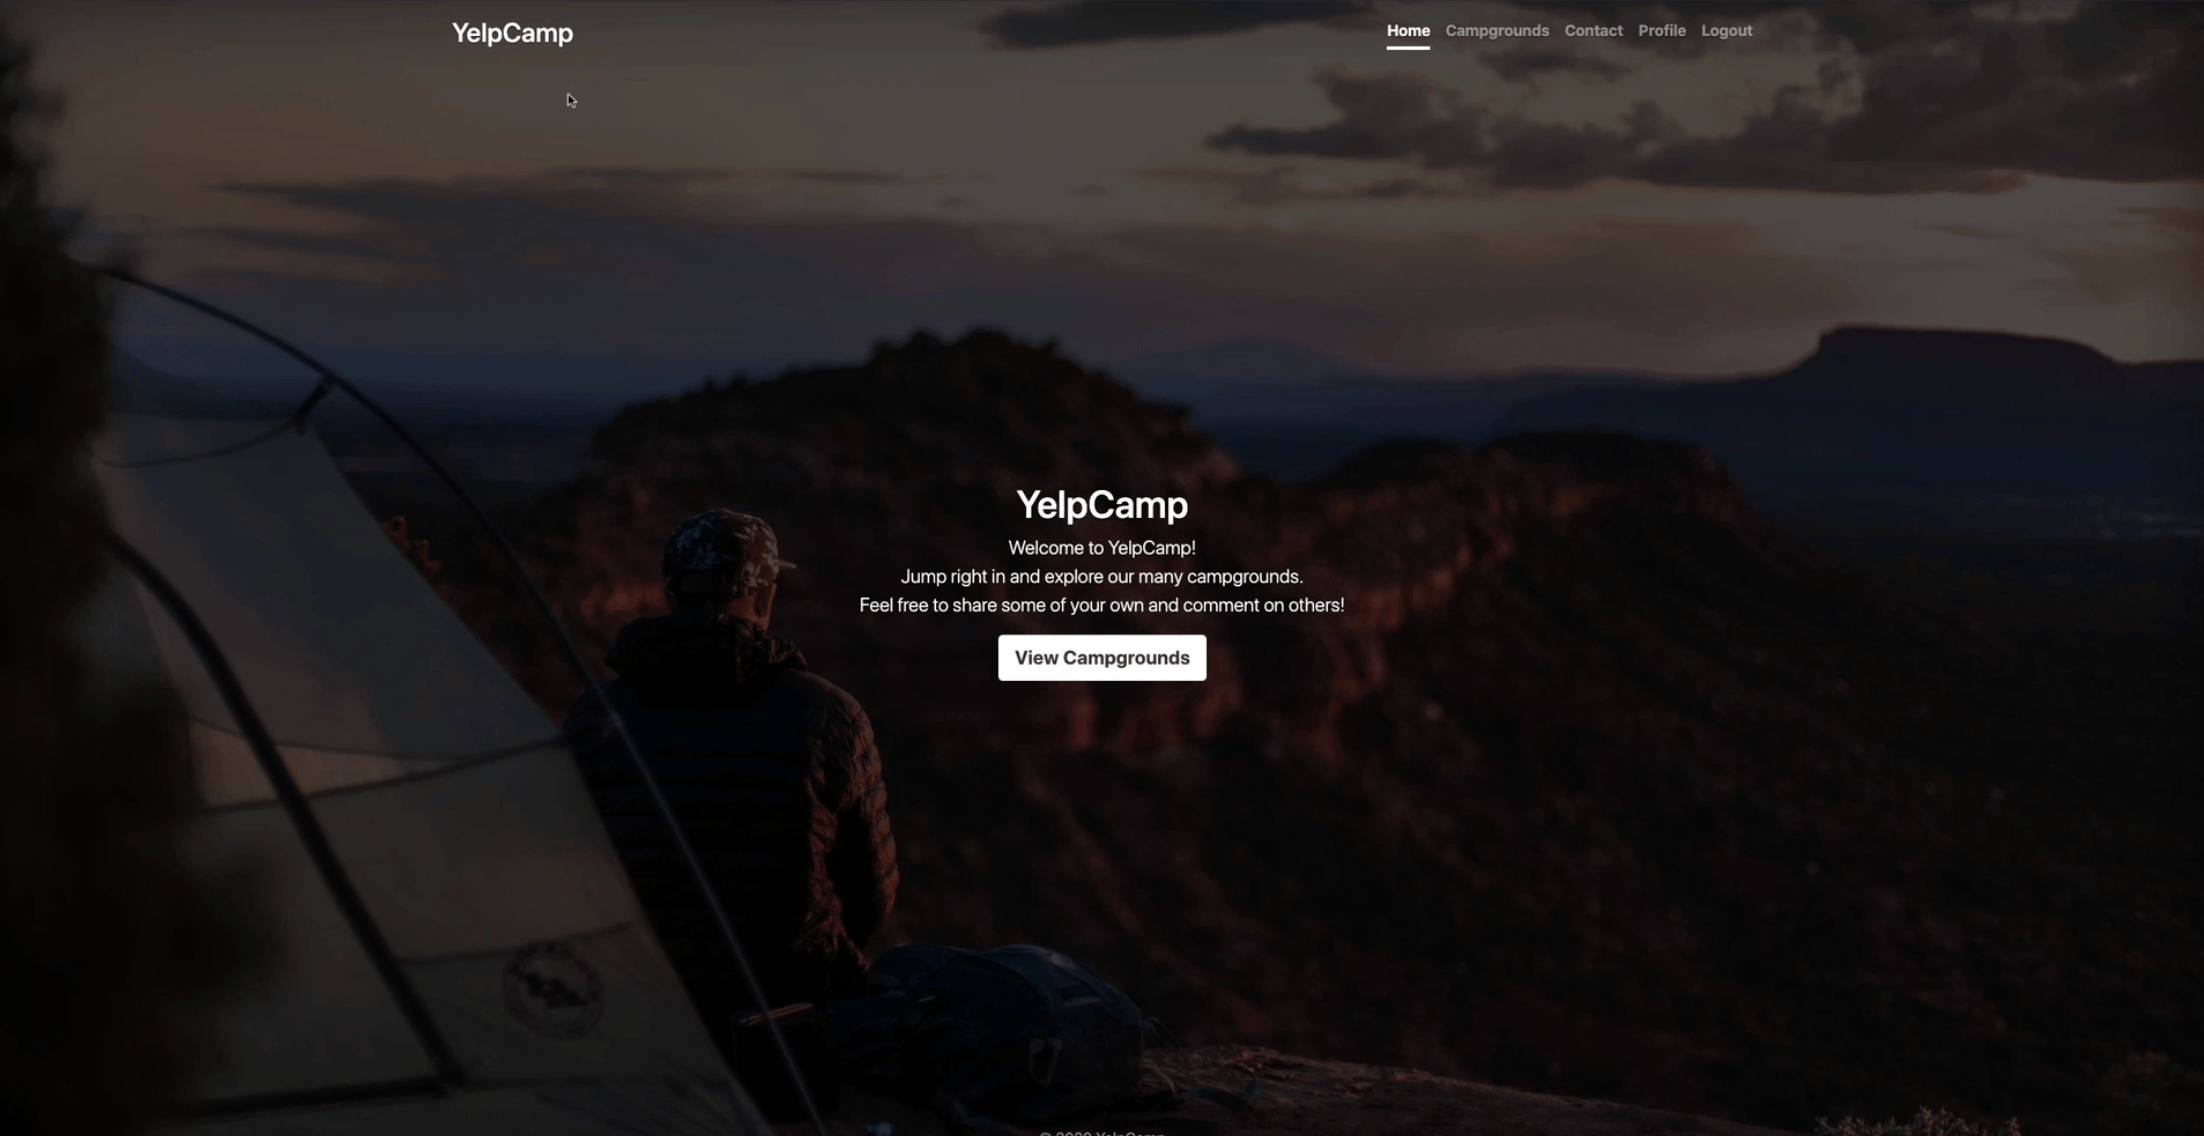 YelpCamp
Home Campgrounds Contact Profile Logout
YelpCamp
Welcome to YelpCamp!
Jump right in and explore our many campgrounds.
Feel free to share some of your own and comment on others!
View Campgrounds
© 2020 YelpCamp